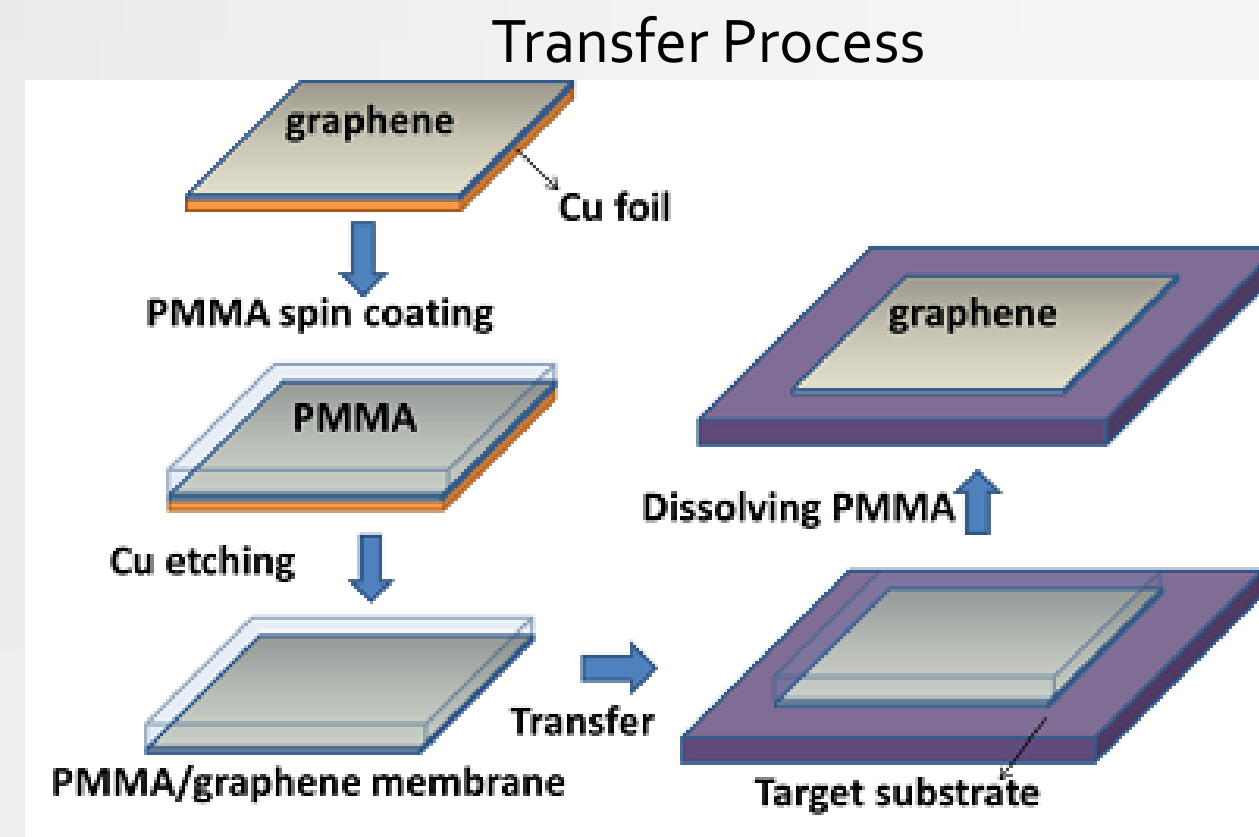 Transfer Process
graphene
Cu foil
PMMA spin coating
PMMA
Cu etching
PMMA/graphene membrane
Transfer
Target substrate
Dissolving PMMA
graphene